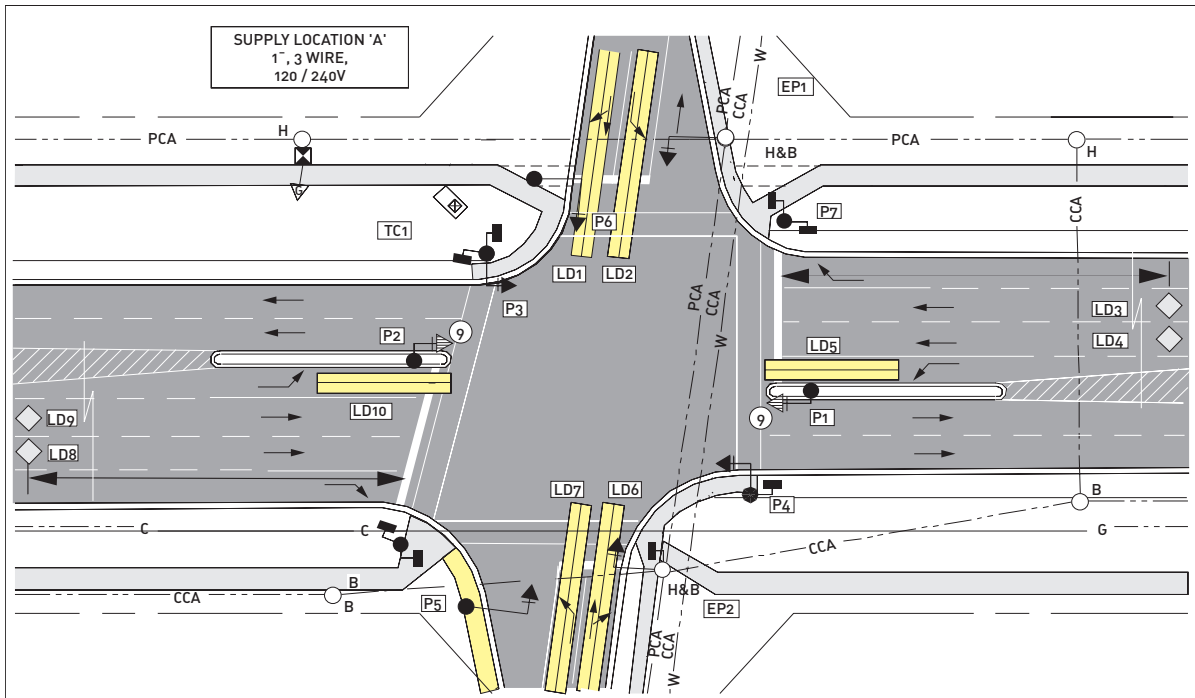 SUPPLY LOCATION 'A'
1‾, 3 WIRE,
120 / 240V
EP1
W
PCA
CCA
PCA
H
H&B
PCA
H
G
TC1
P6
P7
CCA
LD1
LD2
P3
LD3
LD4
PCA
CCA
W
9
P2
LD5
LD10
P1
9
LD9
LD8
LD7
LD6
P4
B
C
C
G
CCA
B
CCA
B
P5
H&B
EP2
PCA
CCA
W